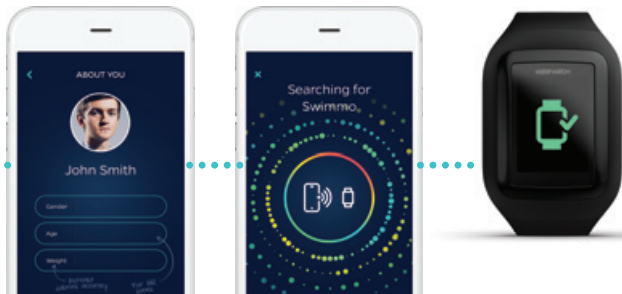 ABOUT YOU
John Smith
Gender
Age
Weight
Searching for
Swimmo